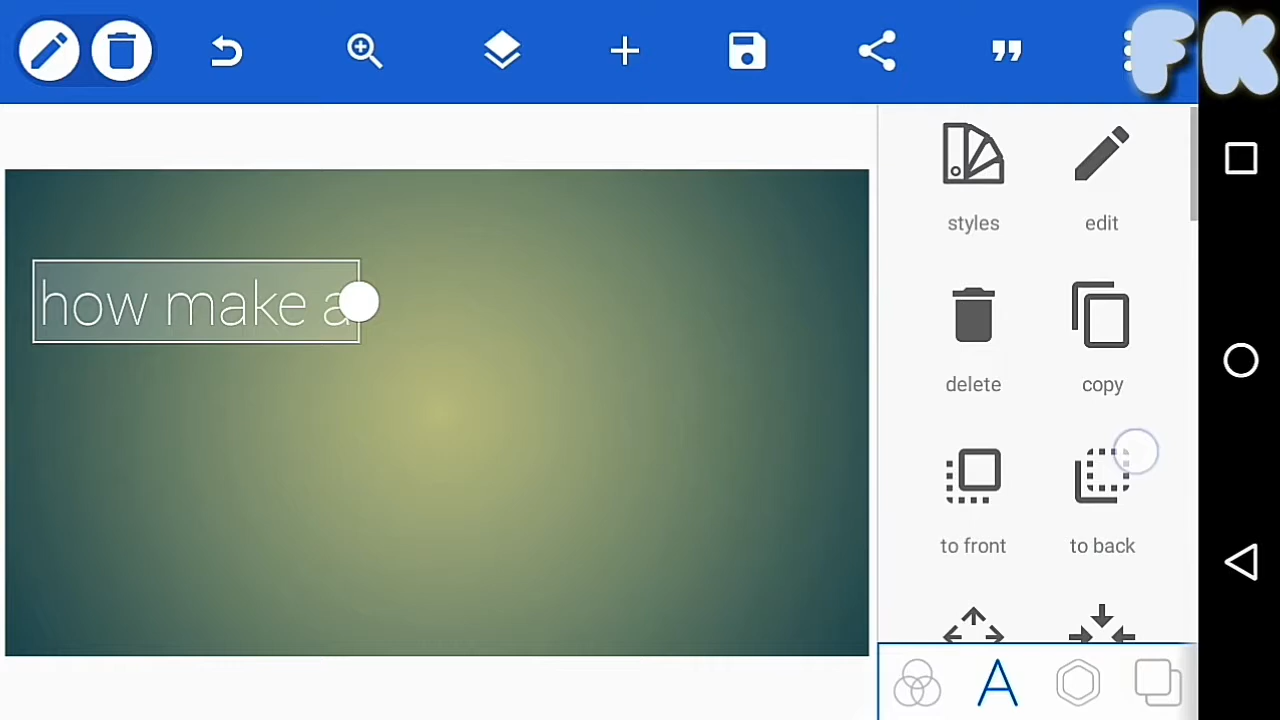 FK
styles edit
how make a
delete copy
to front to back